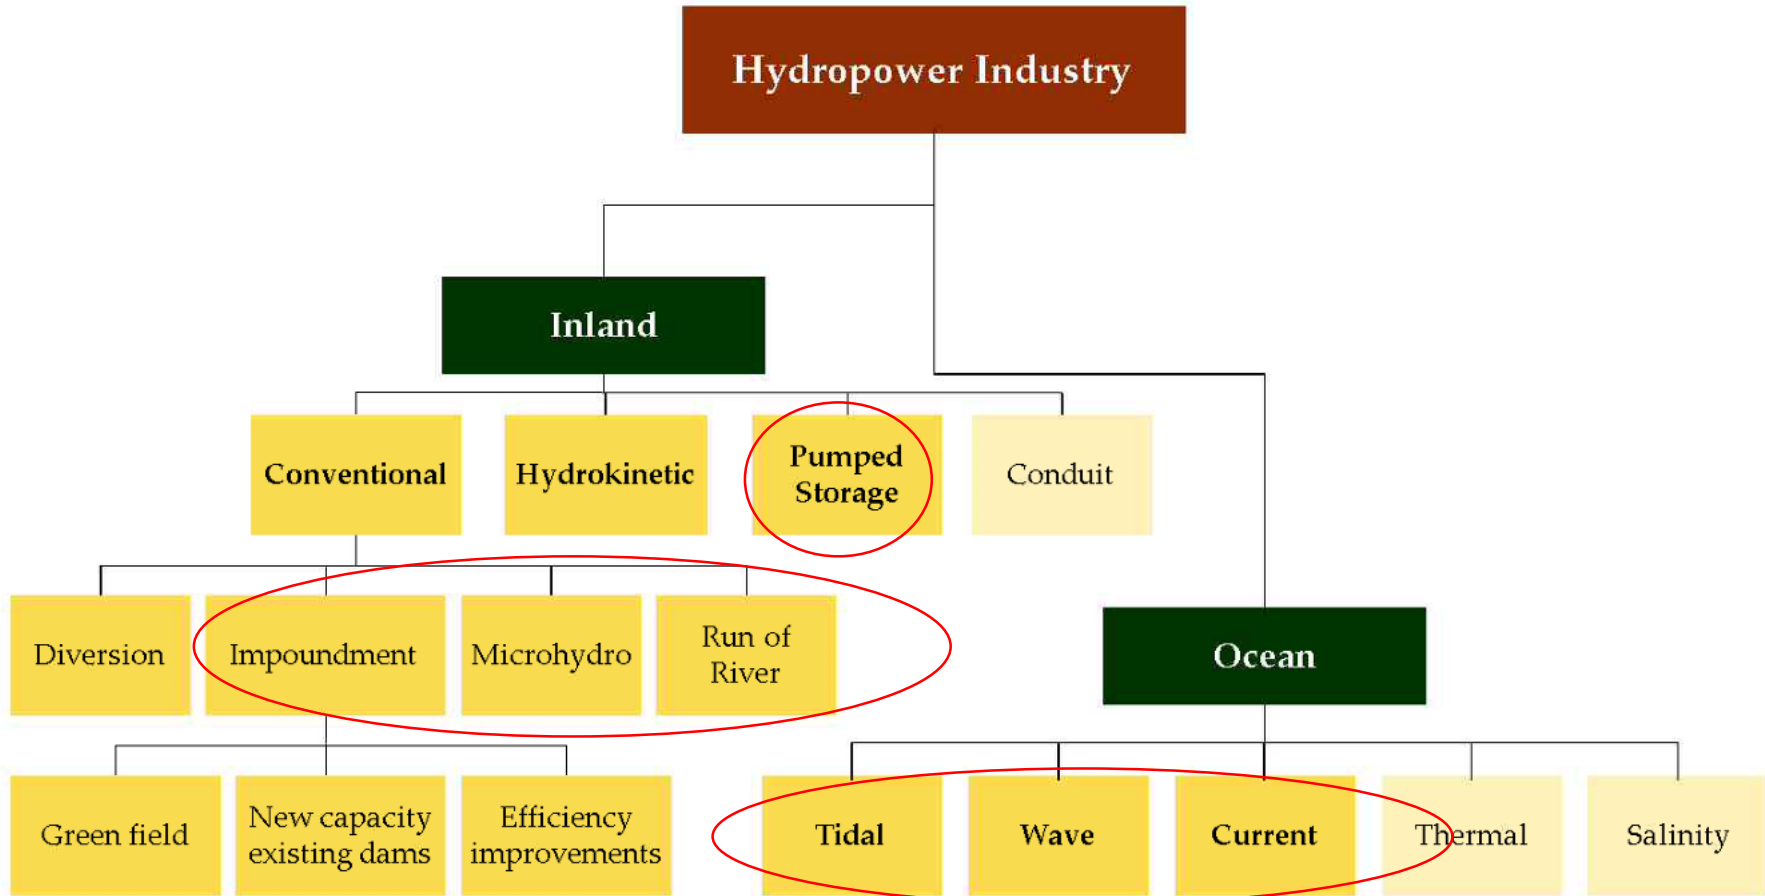 Hydropower Industry
Inland
Conventional
Hydrokinetic
Pumped
Storage
Conduit
Diversion
Impoundment
Microhydro
Run of
River
Ocean
Green field
New capacity
existing dams
Efficiency
improvements
Tidal
Wave
Current
Thermal
Salinity